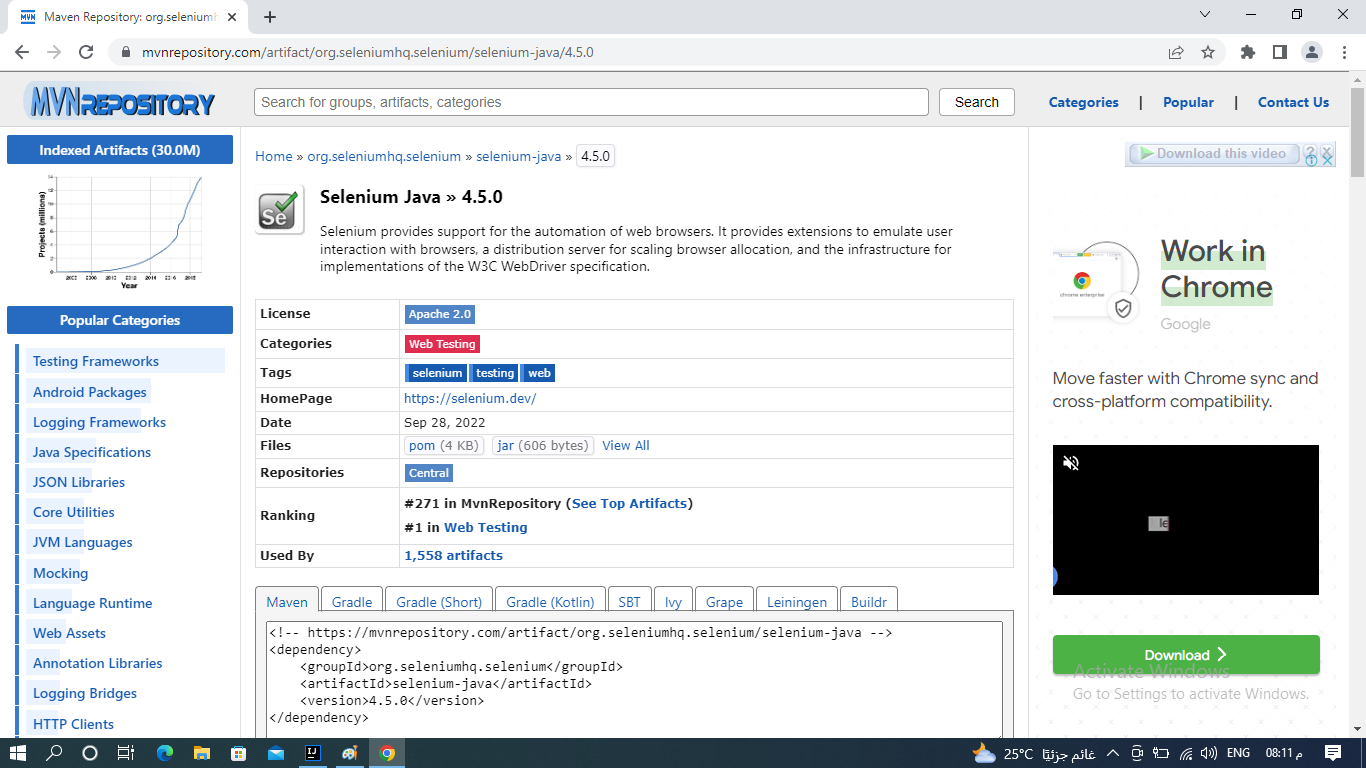 Maven Repository: org.seleniumh
mvnrepository.com/artifact/org.seleniumhq.selenium/selenium-java/4.5.0
MVNREPOSITORY
Search for groups, artifacts, categories
Search
Categories | Popular | Contact Us
Indexed Artifacts (30.0M)
Projects (millions)
Year
Popular Categories
Testing Frameworks
Android Packages
Logging Frameworks
Java Specifications
JSON Libraries
Core Utilities
JVM Languages
Mocking
Language Runtime
Web Assets
Annotation Libraries
Logging Bridges
HTTP Clients
Home » org.seleniumhq.selenium » selenium-java » 4.5.0
Se
Selenium Java » 4.5.0
Selenium provides support for the automation of web browsers. It provides extensions to emulate user
interaction with browsers, a distribution server for scaling browser allocation, and the infrastructure for
implementations of the W3C WebDriver specification.
License Apache 2.0
Categories Web Testing
Tags selenium testing web
HomePage https://selenium.dev/
Date Sep 28, 2022
Files pom (4 KB) jar (606 bytes) View All
Repositories Central
Ranking #271 in MvnRepository (See Top Artifacts)
#1 in Web Testing
Used By 1,558 artifacts
Maven Gradle Gradle (Short) Gradle (Kotlin) SBT Ivy Grape Leiningen Buildr
<!-- https://mvnrepository.com/artifact/org.seleniumhq.selenium/selenium-java -->
<dependency>
<groupId>org.seleniumhq.selenium</groupId>
<artifactId>selenium-java</artifactId>
<version>4.5.0</version>
</dependency>
Download this video
chrome enterprise
Work in
Chrome
Google
Move faster with Chrome sync and
cross-platform compatibility.
Download
Activate Windows
Go to Settings to activate Windows.
25°C غائم جزئيًا
ENG
08:11 م